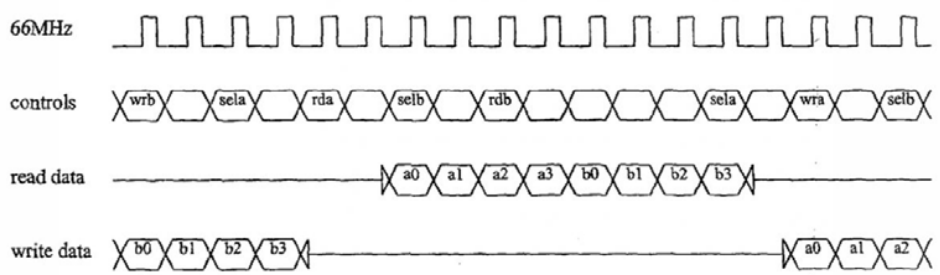 66MHz
controls wrb sela rda selb rdb sela wra selb
read data a0 a1 a2 a3 b0 b1 b2 b3
write data b0 b1 b2 b3 a0 a1 a2